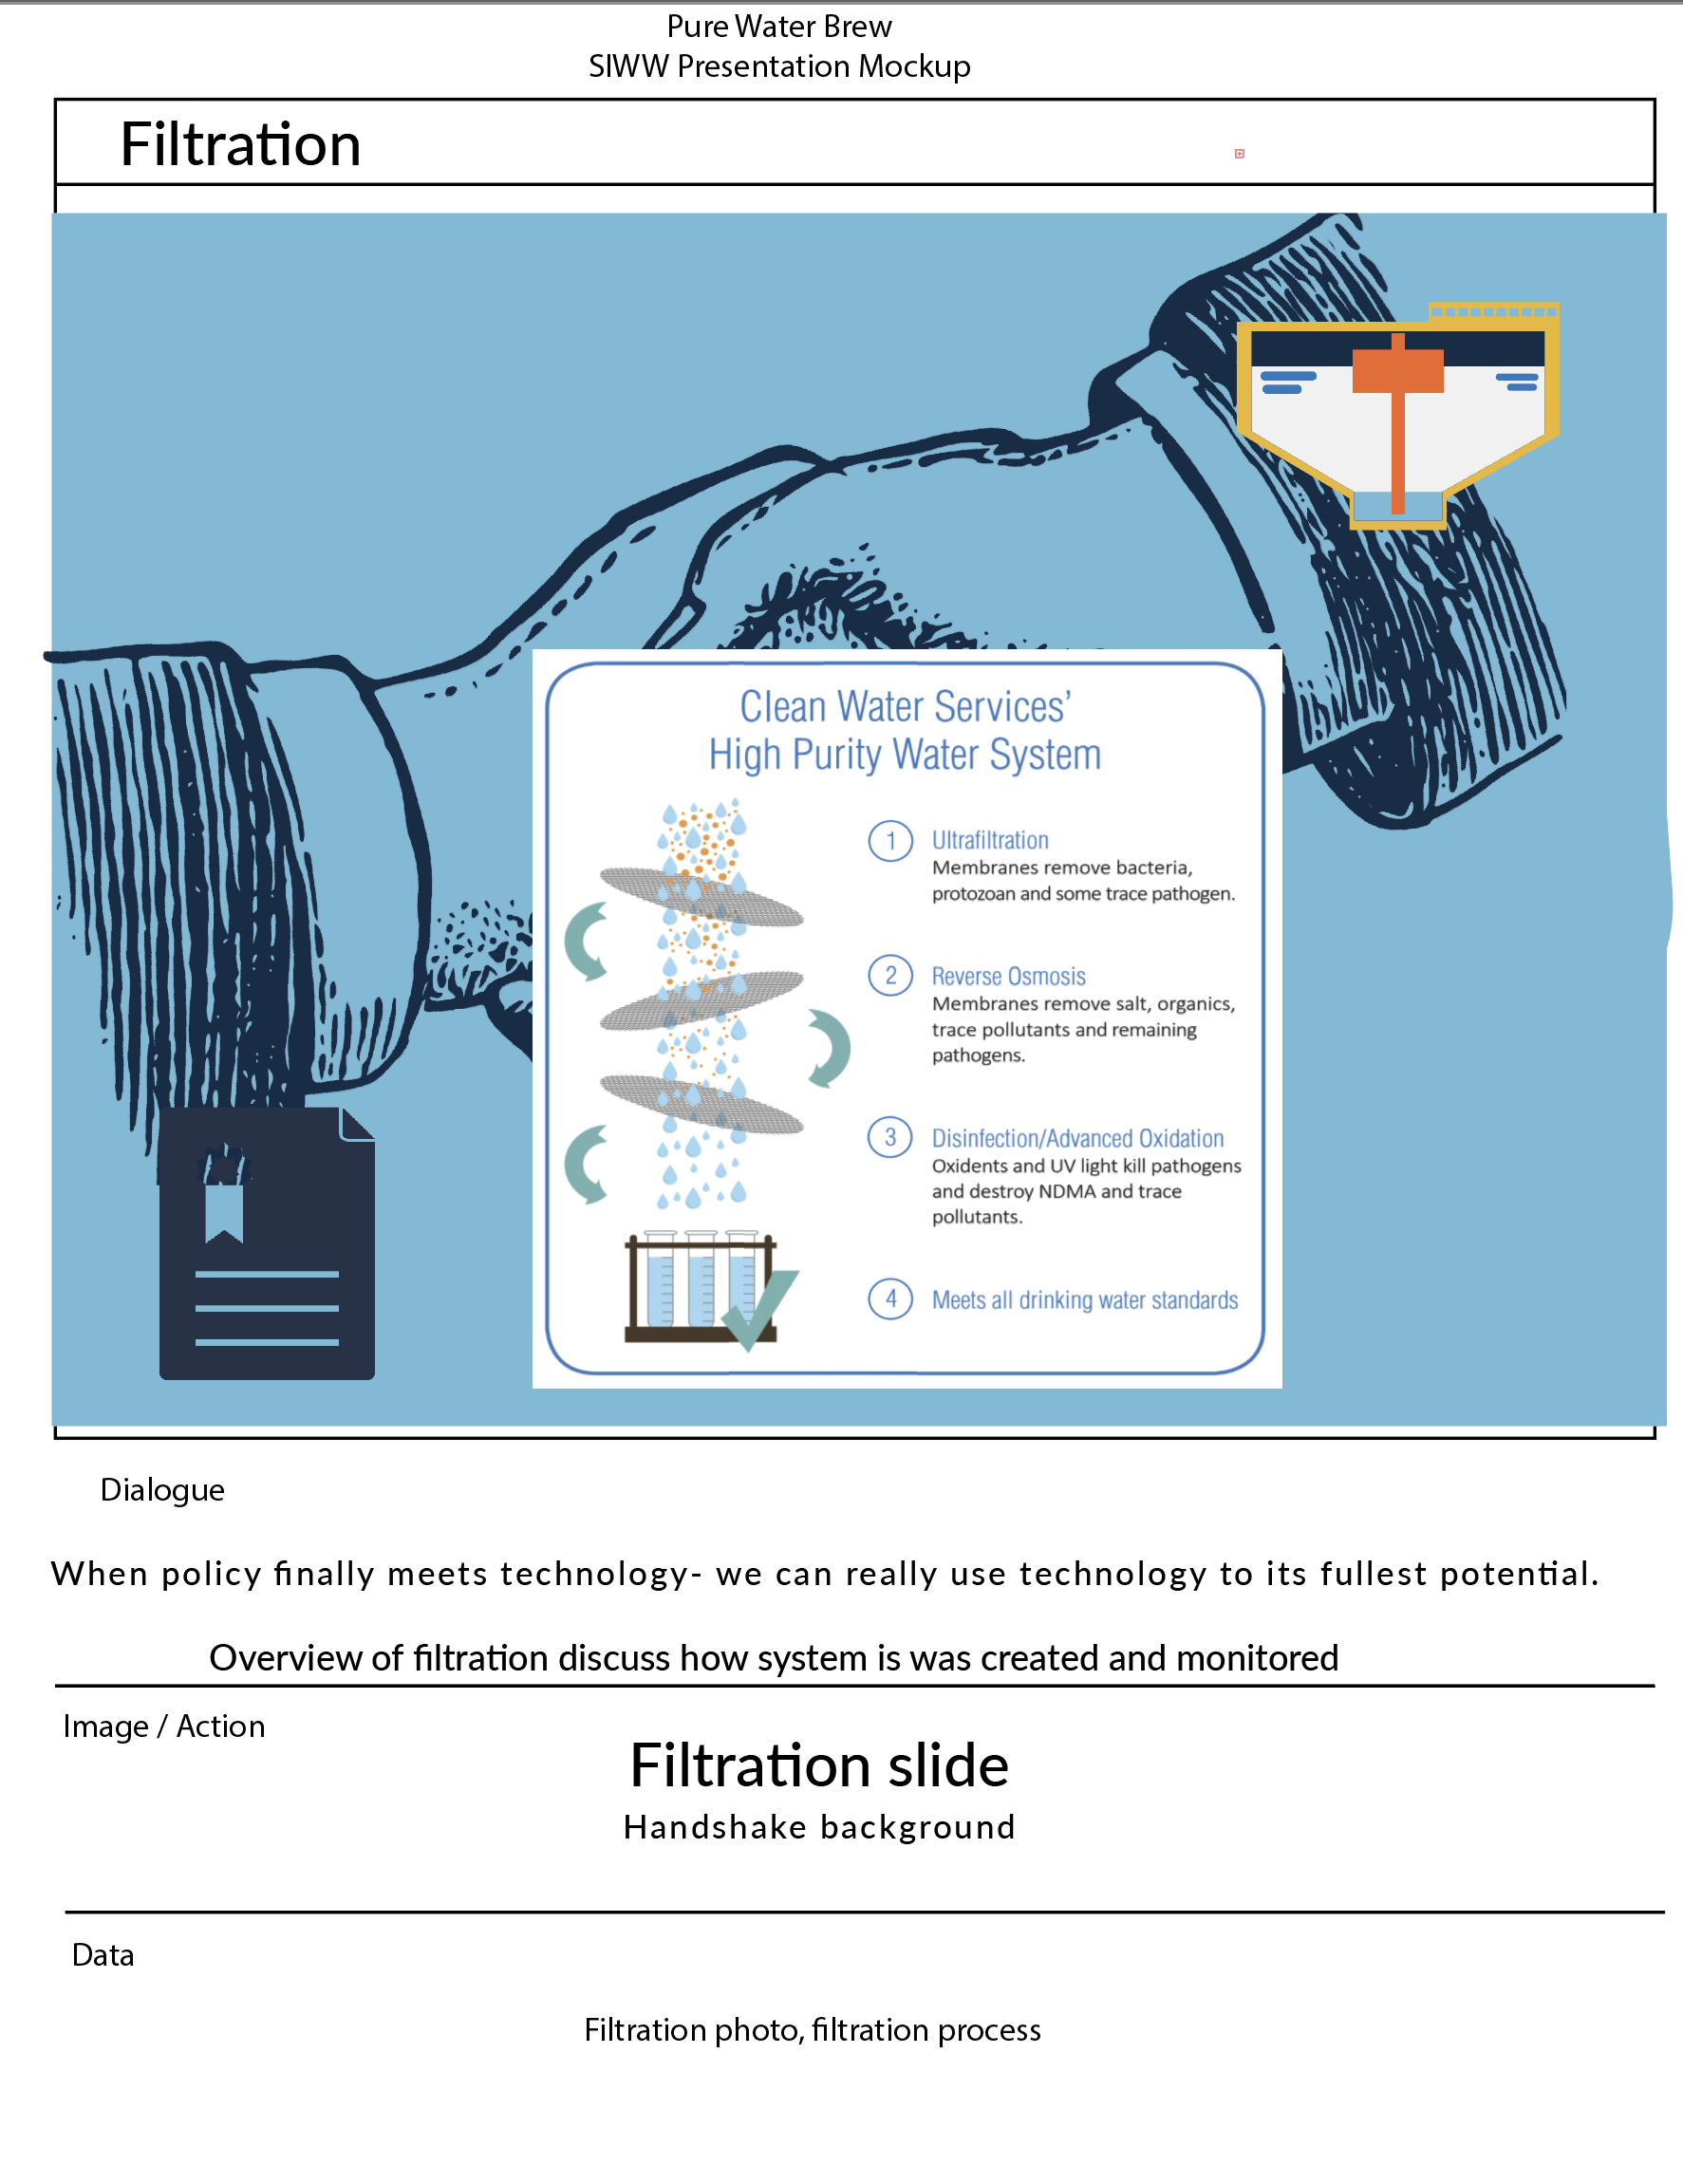 Pure Water Brew
SIWW Presentation Mockup
Filtration
Clean Water Services'
High Purity Water System
1 Ultrafiltration
Membranes remove bacteria,
protozoan and some trace pathogen.
2 Reverse Osmosis
Membranes remove salt, organics,
trace pollutants and remaining
pathogens.
3 Disinfection/Advanced Oxidation
Oxidents and UV light kill pathogens
and destroy NDMA and trace
pollutants.
4 Meets all drinking water standards
Dialogue
When policy finally meets technology- we can really use technology to its fullest potential.
Overview of filtration discuss how system is was created and monitored
Image / Action
Filtration slide
Handshake background
Data
Filtration photo, filtration process